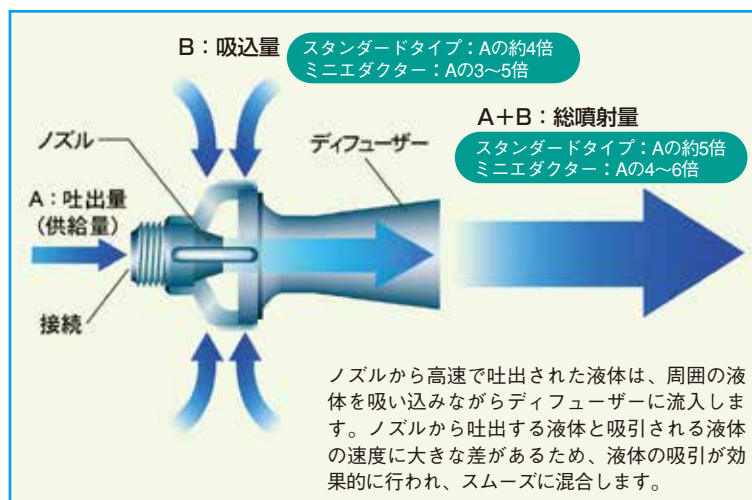 B：吸込量
スタンダードタイプ：Aの約4倍
ミニエダクター：Aの3〜5倍
A＋B：総噴射量
スタンダードタイプ：Aの約5倍
ミニエダクター：Aの4〜6倍
ノズル
ディフューザー
A：吐出量
（供給量）
接続
ノズルから高速で吐出された液体は、周囲の液
体を吸い込みながらディフューザーに流入しま
す。ノズルから吐出する液体と吸引される液体
の速度に大きな差があるため、液体の吸引が効
果的に行われ、スムーズに混合します。